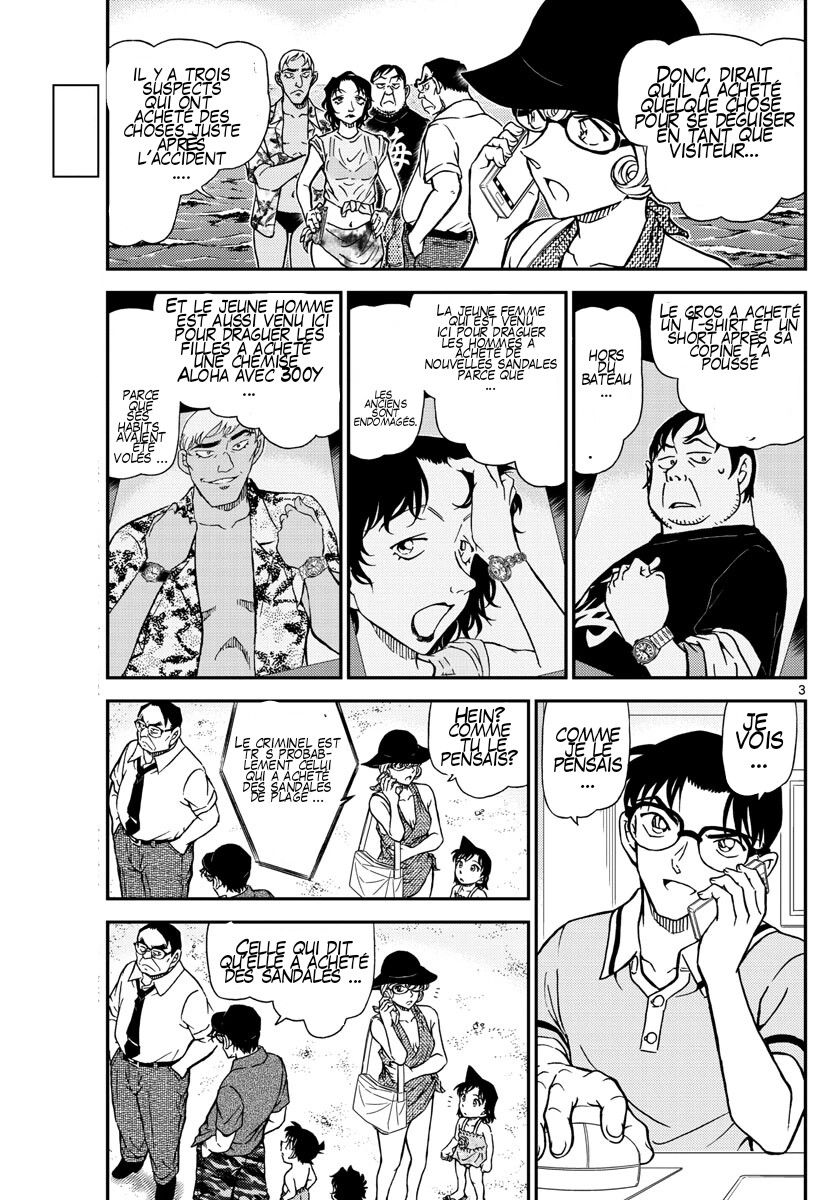 DONC, DIRAIT
QU'IL A ACHETÉ
QUELQUE CHOSE
POUR SE DÉGUISER
EN TANT QUE
VISITEUR...
IL Y A TROIS
SUSPECTS
QUI ONT
ACHETÉ DES
CHOSES JUSTE
APRÈS
L'ACCIDENT
....
海
LE GROS A ACHETÉ
UN T-SHIRT ET UN
SHORT APRÈS SA
COPINE L'A
POUSSÉ
HORS
DU
BATEAU
...
LA JEUNE FEMME
QUI EST VENU
ICI POUR DRAGUER
LES HOMMES A
ACHETÉ DE
NOUVELLES SANDALES
PARCE QUE
...
LES
ANCIENS
SONT
ENDOMAGÉS.
ET LE JEUNE HOMME
EST AUSSI VENU ICI
POUR DRAGUER LES
FILLES A ACHETÉ
UNE CHEMISE
ALOHA AVEC 300Y
...
PARCE
QUE
SES
HABITS
AVAIENT
ÉTÉ
VOLÉS ...
3
JE
VOIS
...
COMME
JE LE
PENSAIS
...
HEIN?
COMME
TU LE
PENSAIS?
LE CRIMINEL EST
TR S PROBAB-
LEMENT CELUI
QUI A ACHETÉ
DES SANDALES
DE PLAGE ...
CELLE QUI DIT
QU'ELLE A ACHETÉ
DES SANDALES ...